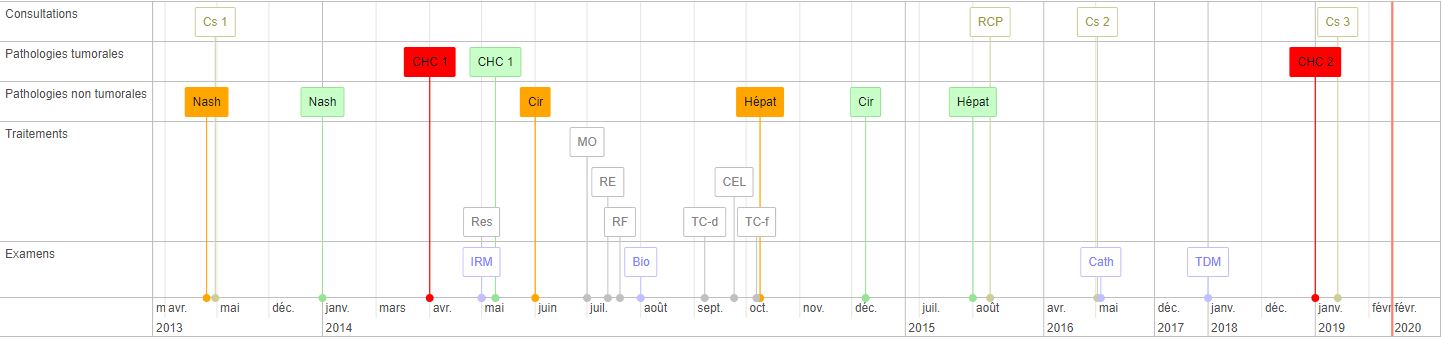 Consultations
Cs 1
RCP
Cs 2
Cs 3
Pathologies tumorales
CHC 1
CHC 1
CHC 2
Pathologies non tumorales
Nash
Nash
Cir
Hépat
Cir
Hépat
Traitements
MO
RE
CEL
Res
RF
TC-d
TC-f
Examens
IRM
Bio
Cath
TDM
m avr. mai déc. janv. mars avr. mai juin juil. août sept. oct. nov. déc. juil. août avr. mai déc. janv. déc. janv. févr févr.
2013 2014 2015 2016 2017 2018 2019 2020